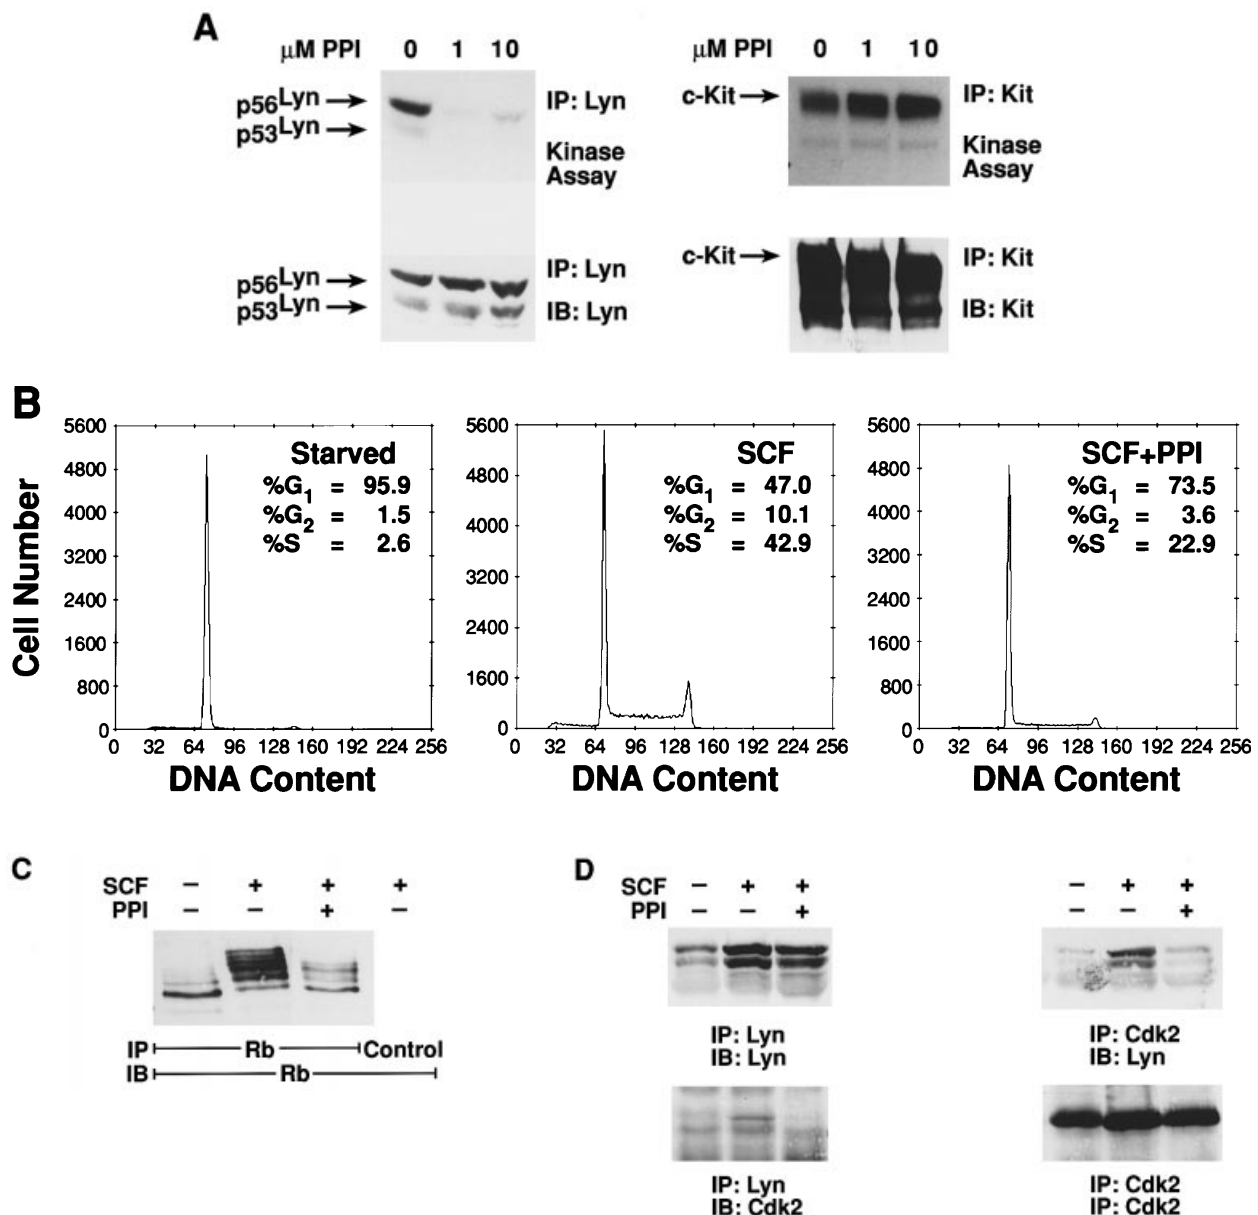 A
μM PPI 0 1 10
p56Lyn
p53Lyn
IP: Lyn
Kinase
Assay
p56Lyn
p53Lyn
IP: Lyn
IB: Lyn
μM PPI 0 1 10
c-Kit
IP: Kit
Kinase
Assay
c-Kit
IP: Kit
IB: Kit
B
Cell Number
5600
4800
4000
3200
2400
1600
800
0
Starved
%G1 = 95.9
%G2 = 1.5
%S = 2.6
0 32 64 96 128 160 192 224 256
DNA Content
5600
4800
4000
3200
2400
1600
0
SCF
%G1 = 47.0
%G2 = 10.1
%S = 42.9
0 32 64 96 128 160 192 224 256
DNA Content
5600
4800
4000
3200
2400
1600
800
0
SCF+PPI
%G1 = 73.5
%G2 = 3.6
%S = 22.9
0 32 64 96 128 160 192 224 256
DNA Content
C
SCF − + + +
PPI − − + −
IP Rb Control
IB Rb
D
SCF − + +
PPI − − +
IP: Lyn
IB: Lyn
IP: Lyn
IB: Cdk2
− + +
− − +
IP: Cdk2
IB: Lyn
IP: Cdk2
IP: Cdk2